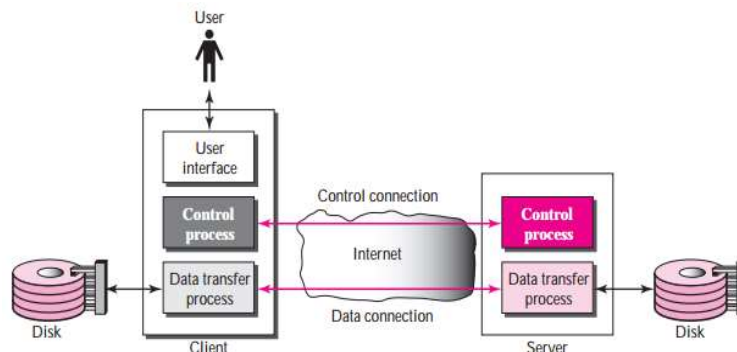 User
User
interface
Control connection
Control
process
Control
process
Internet
Data transfer
process
Data transfer
process
Disk
Data connection
Disk
Client
Server